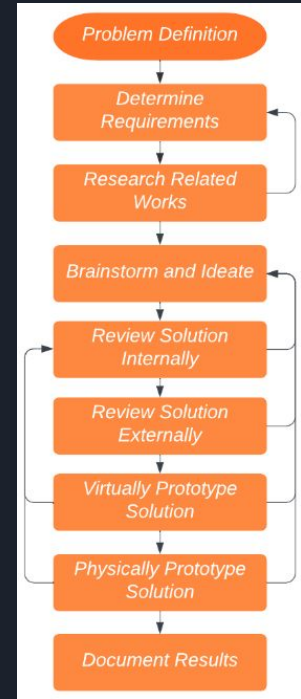 Problem Definition
Determine
Requirements
Research Related
Works
Brainstorm and Ideate
Review Solution
Internally
Review Solution
Externally
Virtually Prototype
Solution
Physically Prototype
Solution
Document Results